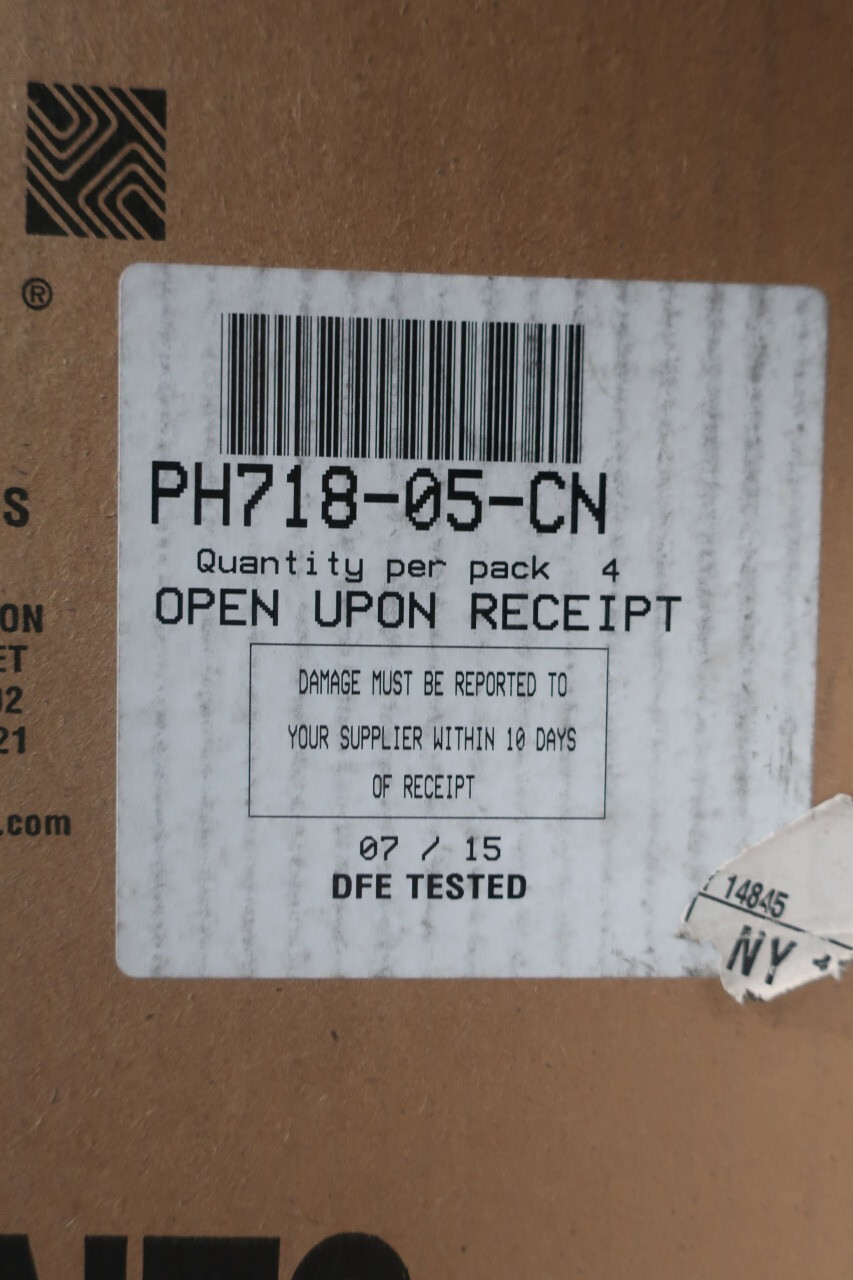 ®
S
ON
ET
02
21
.com
PH718-05-CN
Quantity per pack 4
OPEN UPON RECEIPT
DAMAGE MUST BE REPORTED TO
YOUR SUPPLIER WITHIN 10 DAYS
OF RECEIPT
07 / 15
DFE TESTED
14845
NY